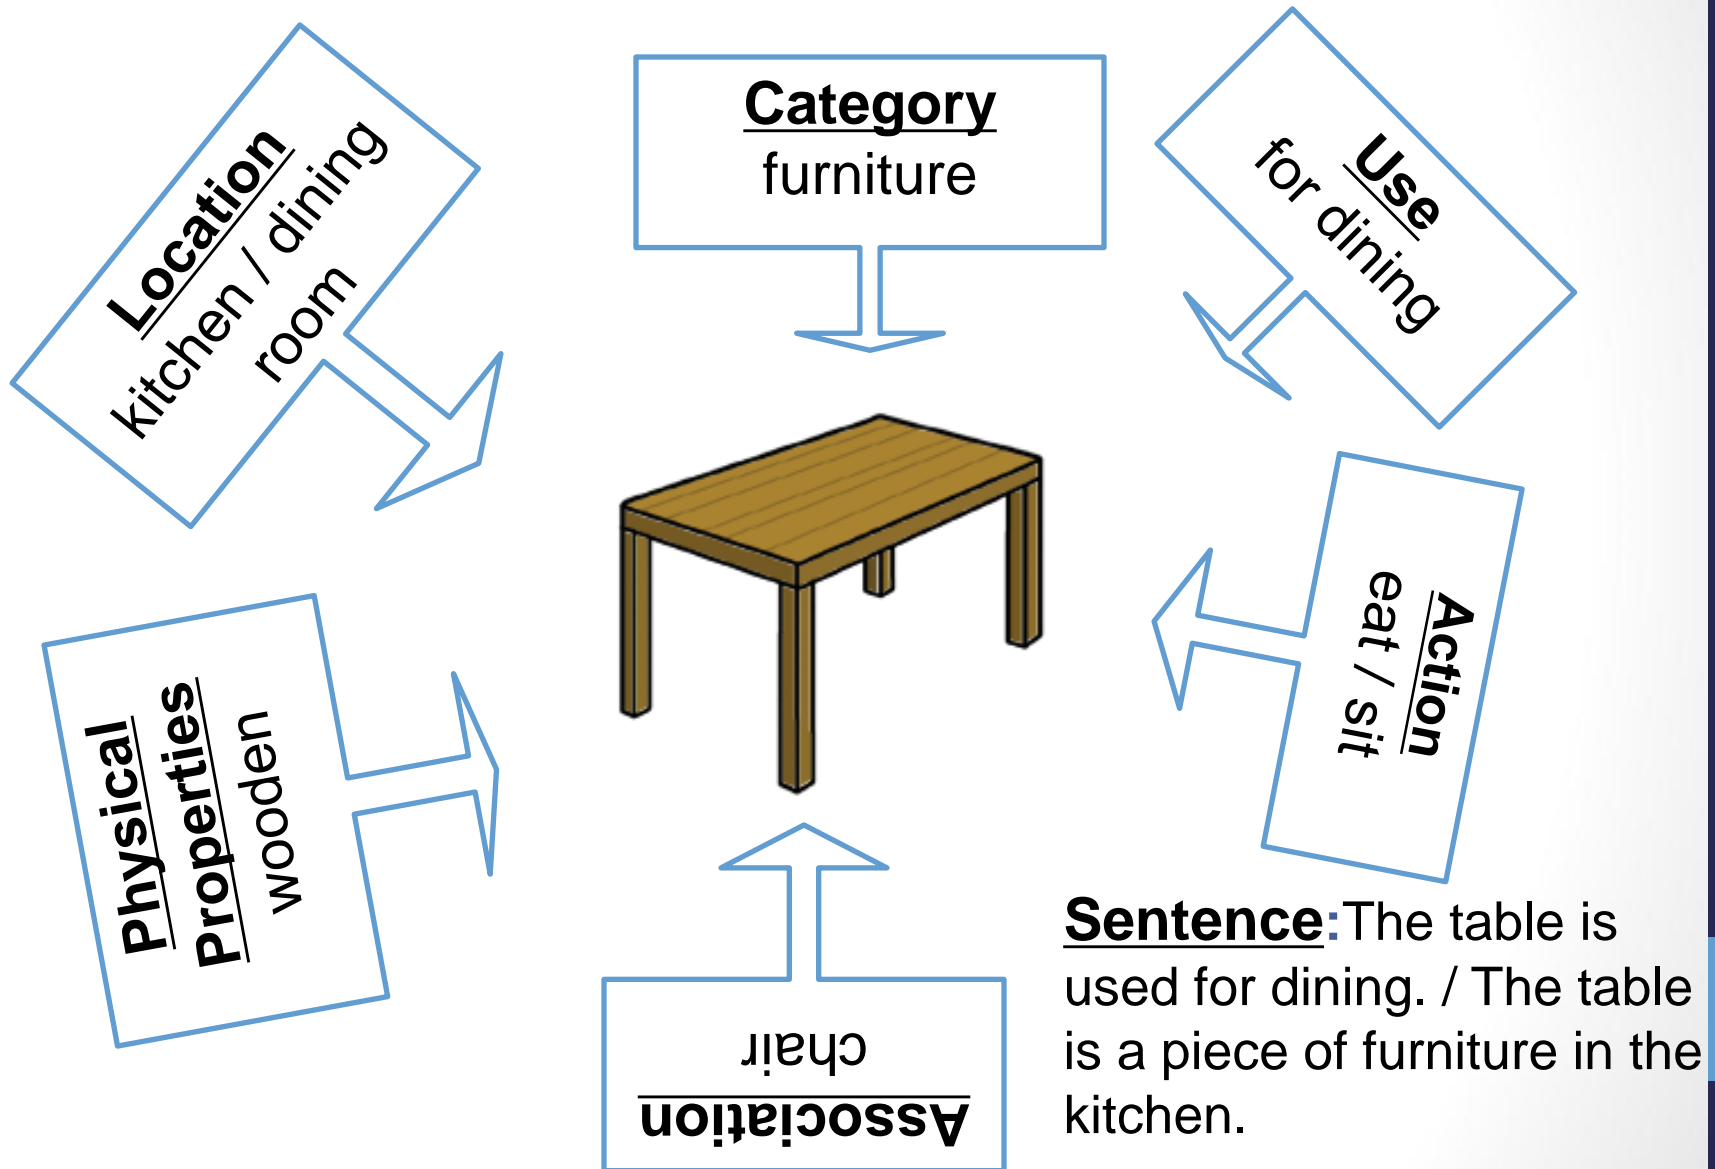 Category
furniture
Use
for dining
Action
eat / sit
Association
chair
Physical
Properties
wooden
Location
kitchen / dining
room
Sentence:The table is
used for dining. / The table
is a piece of furniture in the
kitchen.